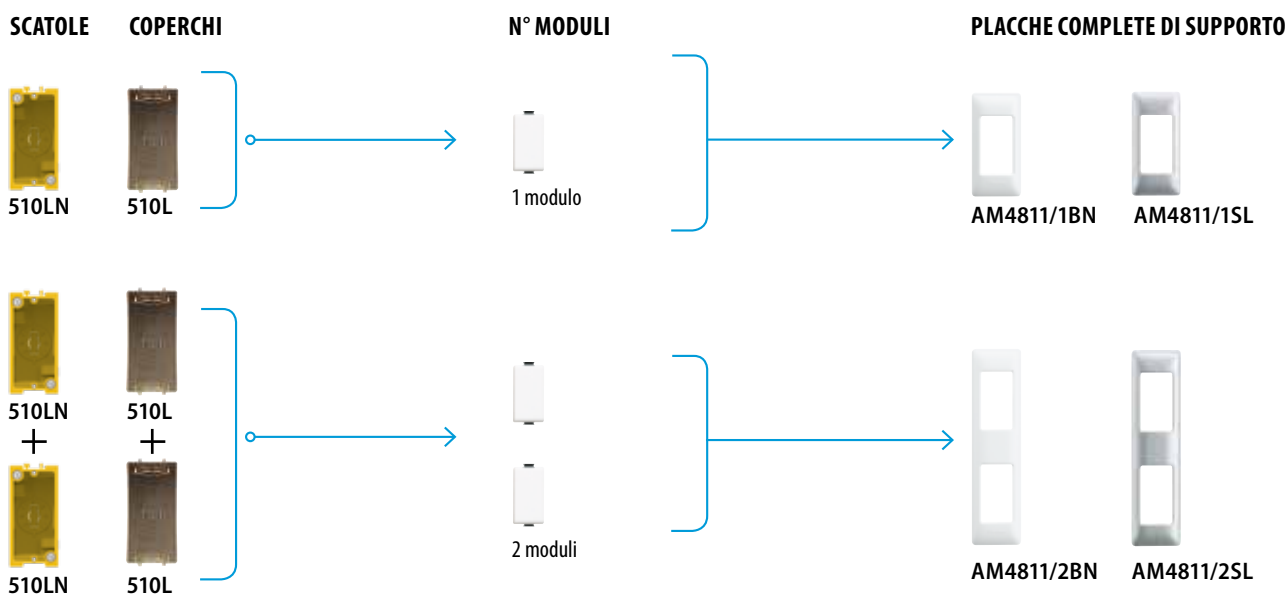 SCATOLE COPERCHI N° MODULI PLACCHE COMPLETE DI SUPPORTO
510LN 510L 1 modulo AM4811/1BN AM4811/1SL
510LN 510L
+ +
510LN 510L 2 moduli AM4811/2BN AM4811/2SL